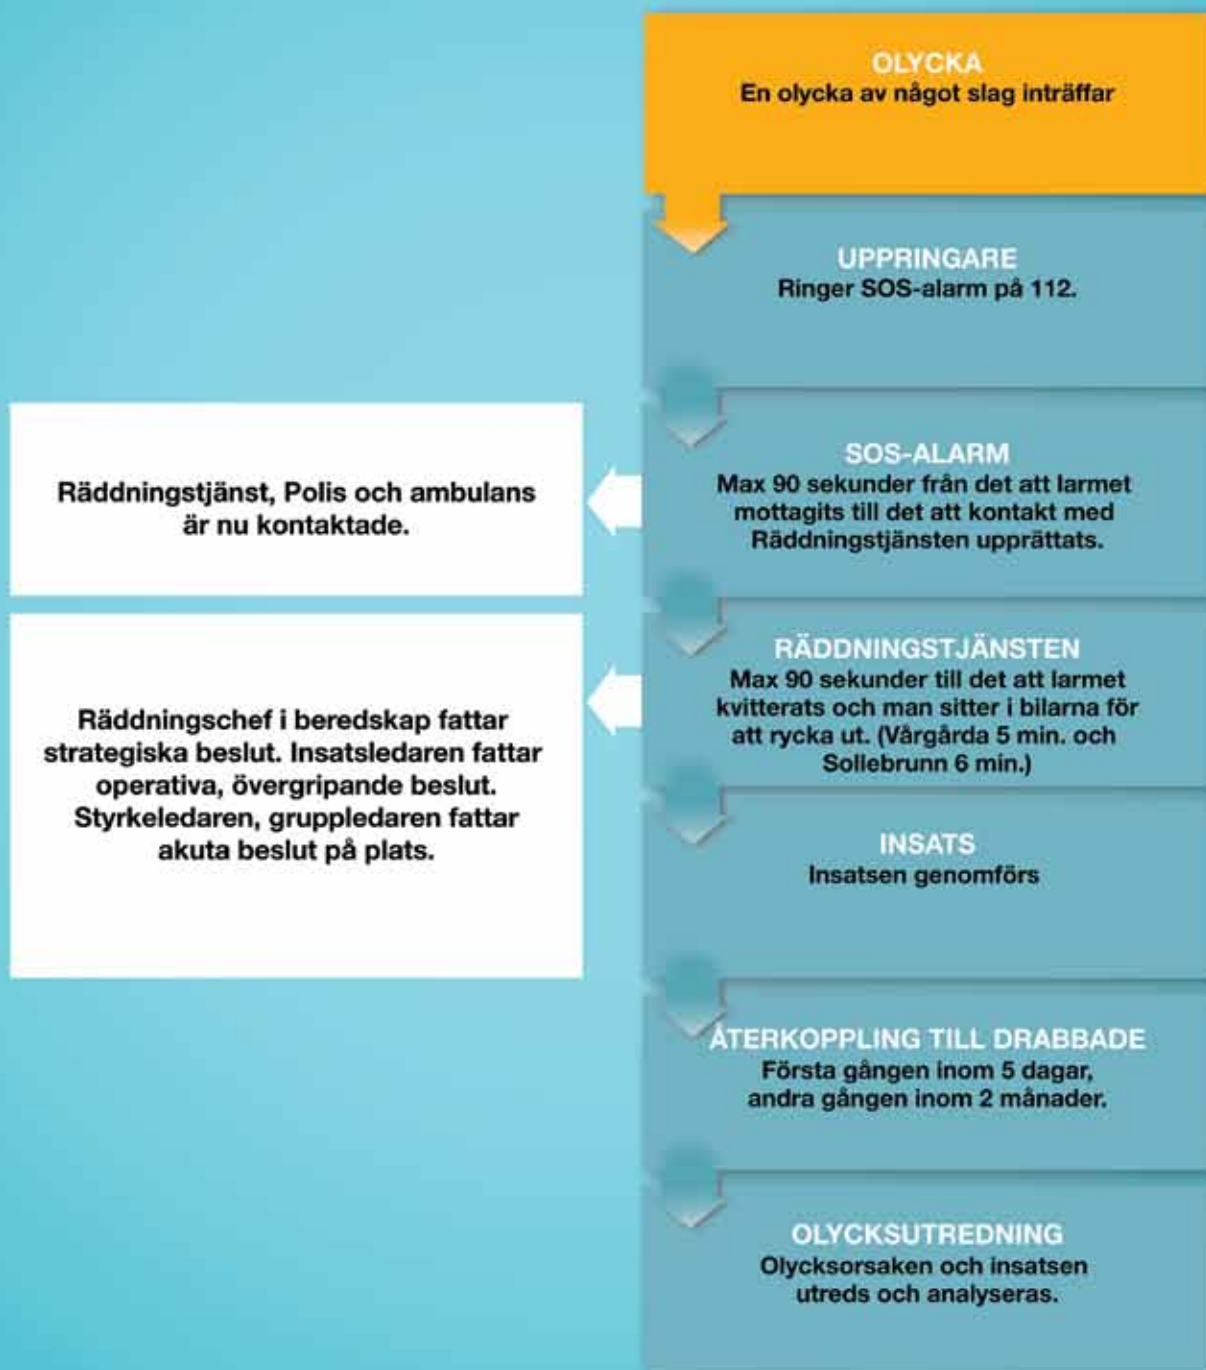 OLYCKA
En olycka av något slag inträffar
UPPRINGARE
Ringer SOS-alarm på 112.
SOS-ALARM
Max 90 sekunder från det att larmet
mottagits till det att kontakt med
Räddningstjänsten upprättats.
Räddningstjänst, Polis och ambulans
är nu kontaktade.
RÄDDNINGSTJÄNSTEN
Max 90 sekunder till det att larmet
kvitterats och man sitter i bilarna för
att rycka ut. (Vårgårda 5 min. och
Sollebrunn 6 min.)
Räddningschef i beredskap fattar
strategiska beslut. Insatsledaren fattar
operativa, övergripande beslut.
Styrkeledaren, gruppledaren fattar
akuta beslut på plats.
INSATS
Insatsen genomförs
ÅTERKOPPLING TILL DRABBADE
Första gången inom 5 dagar,
andra gången inom 2 månader.
OLYCKSUTREDNING
Olycksorsaken och insatsen
utreds och analyseras.